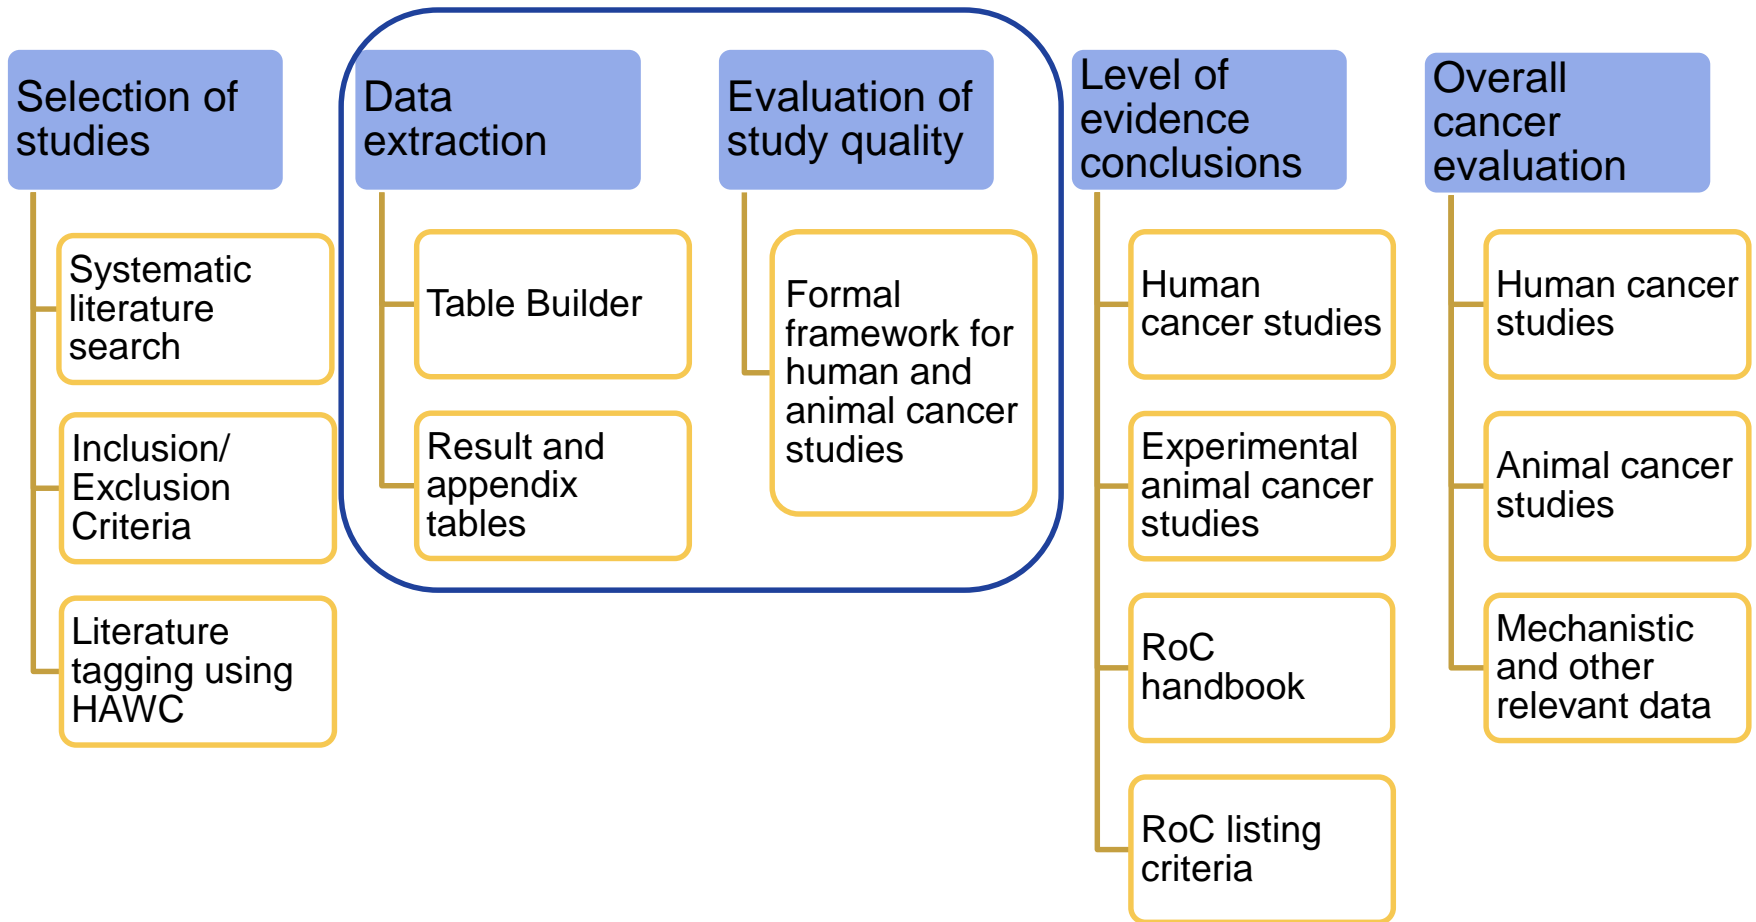 Selection of
studies
Systematic
literature
search
Inclusion/
Exclusion
Criteria
Literature
tagging using
HAWC
Data
extraction
Table Builder
Result and
appendix
tables
Evaluation of
study quality
Formal
framework for
human and
animal cancer
studies
Level of
evidence
conclusions
Human
cancer studies
Experimental
animal cancer
studies
RoC
handbook
RoC listing
criteria
Overall
cancer
evaluation
Human cancer
studies
Animal cancer
studies
Mechanistic
and other
relevant data